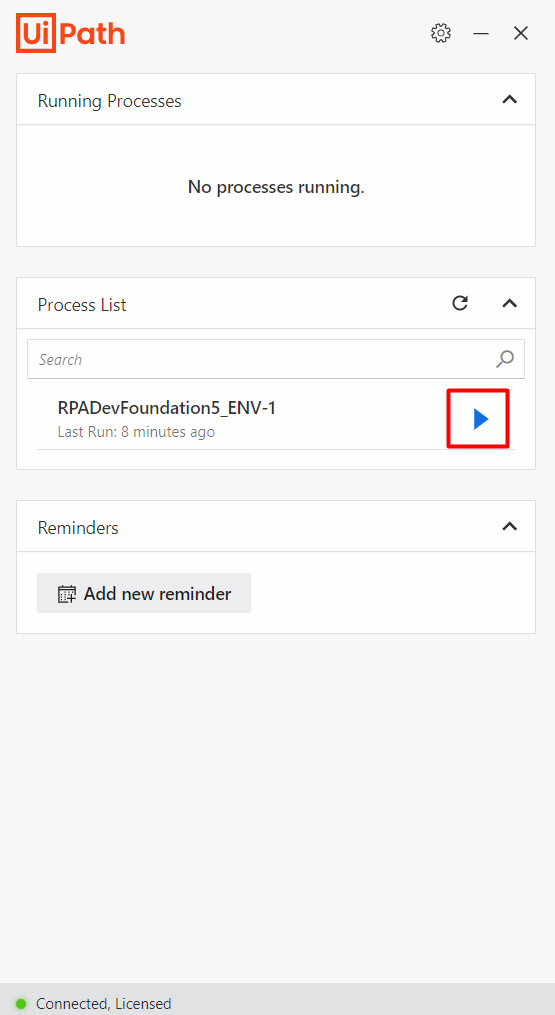 UiPath
Running Processes
No processes running.
Process List
Search
RPADevFoundation5_ENV-1
Last Run: 8 minutes ago
Reminders
Add new reminder
Connected, Licensed